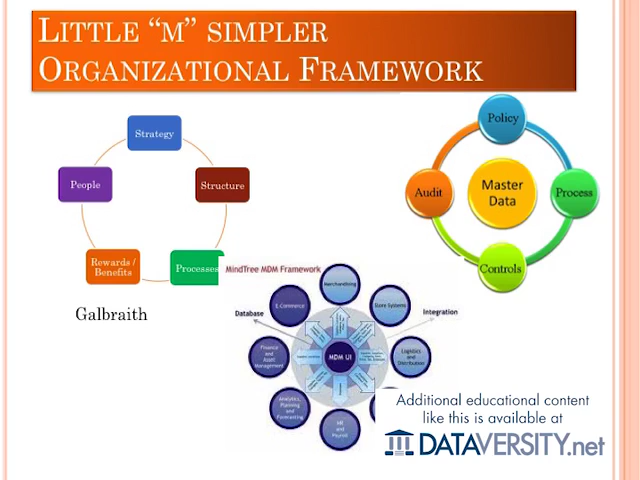 LITTLE “M” SIMPLER
ORGANIZATIONAL FRAMEWORK
Strategy
People
Structure
Rewards /
Benefits
Processes
Galbraith
Policy
Audit
Master
Data
Process
Controls
MindTree MDM Framework
Merchandising
E-Commerce
Store Systems
Database
Integration
Finance
and
Asset
Management
MDM UI
Logistics
and
Distribution
Analytics,
Planning
and
Forecasting
HR
and
Payroll
Additional educational content
like this is available at
DATAVERSITY.net